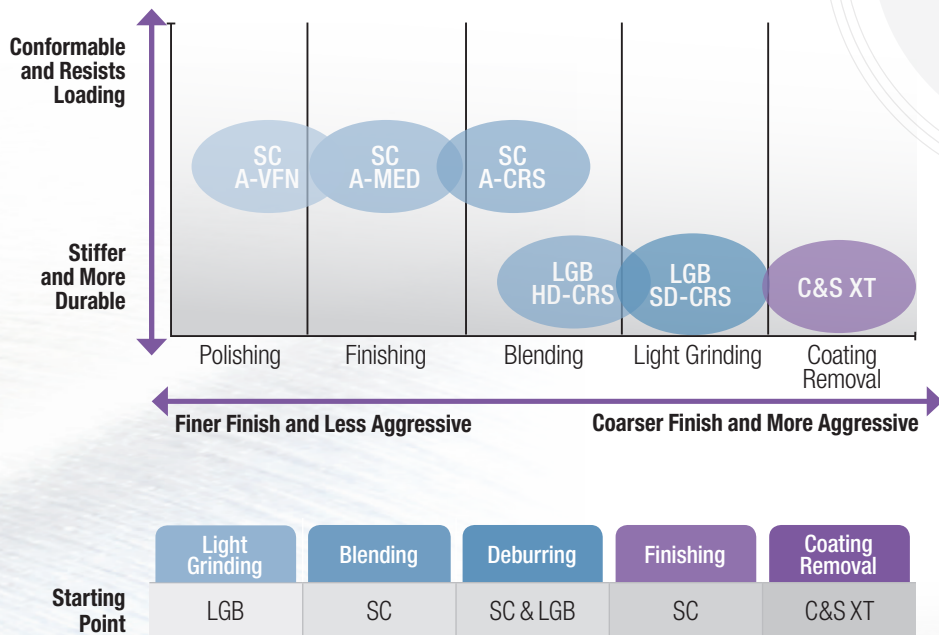 Conformable
and Resists
Loading
SC
A-VFN
SC
A-MED
SC
A-CRS
Stiffer
and More
Durable
LGB
HD-CRS
LGB
SD-CRS
C&S XT
Polishing
Finishing
Blending
Light Grinding
Coating
Removal
Finer Finish and Less Aggressive
Coarser Finish and More Aggressive
Light
Grinding
Blending
Deburring
Finishing
Coating
Removal
Starting
Point
LGB
SC
SC & LGB
SC
C&S XT